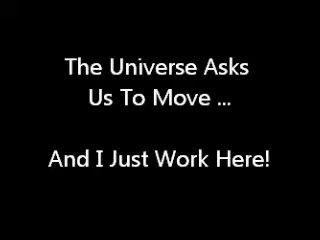 The Universe Asks
Us To Move ...
And I Just Work Here!